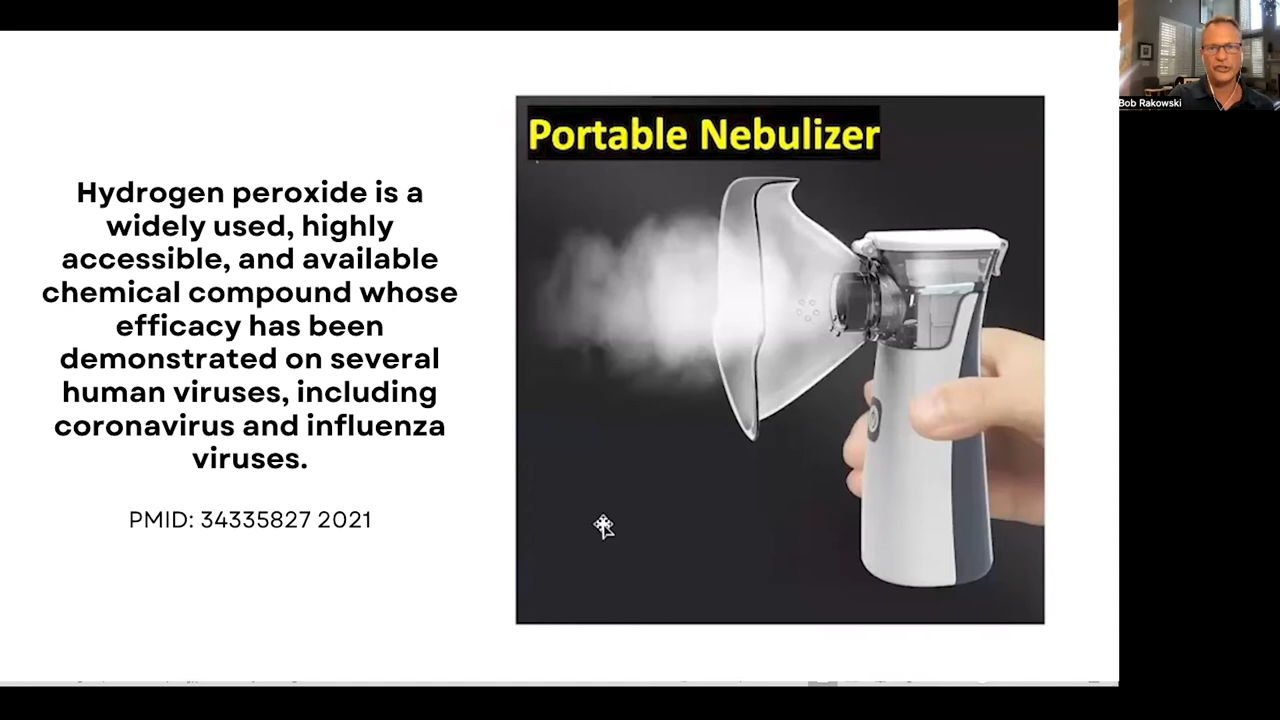 Hydrogen peroxide is a
widely used, highly
accessible, and available
chemical compound whose
efficacy has been
demonstrated on several
human viruses, including
coronavirus and influenza
viruses.
PMID: 34335827 2021
Portable Nebulizer
Bob Rakowski